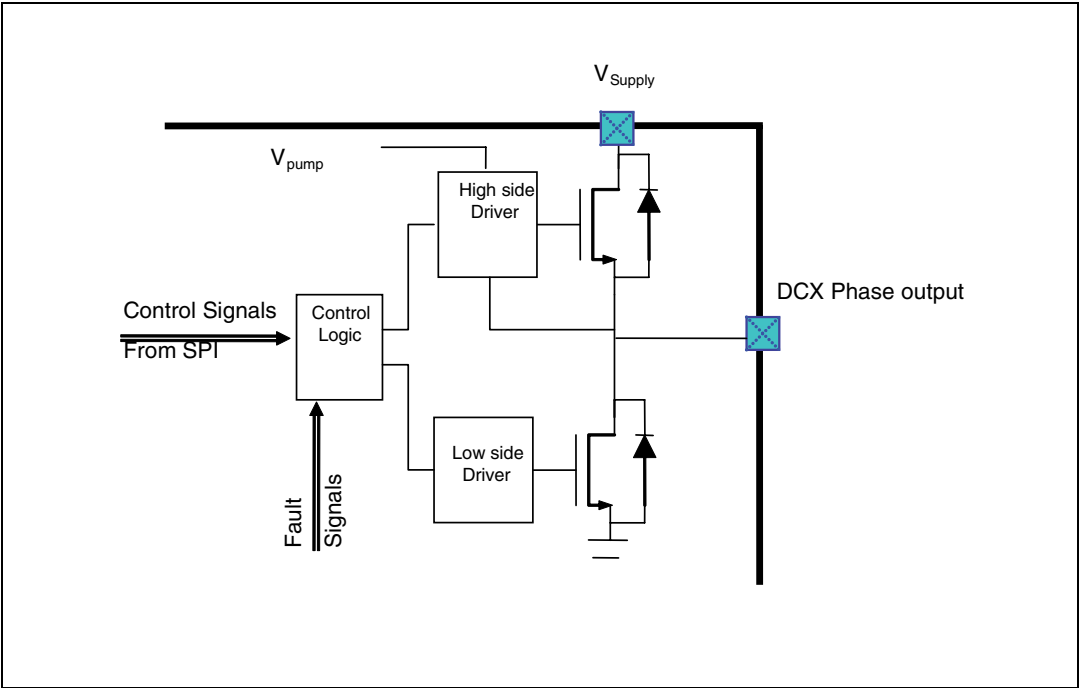 VSupply
Vpump
High side
Driver
DCX Phase output
Control Signals
From SPI
Control
Logic
Low side
Driver
Fault
Signals